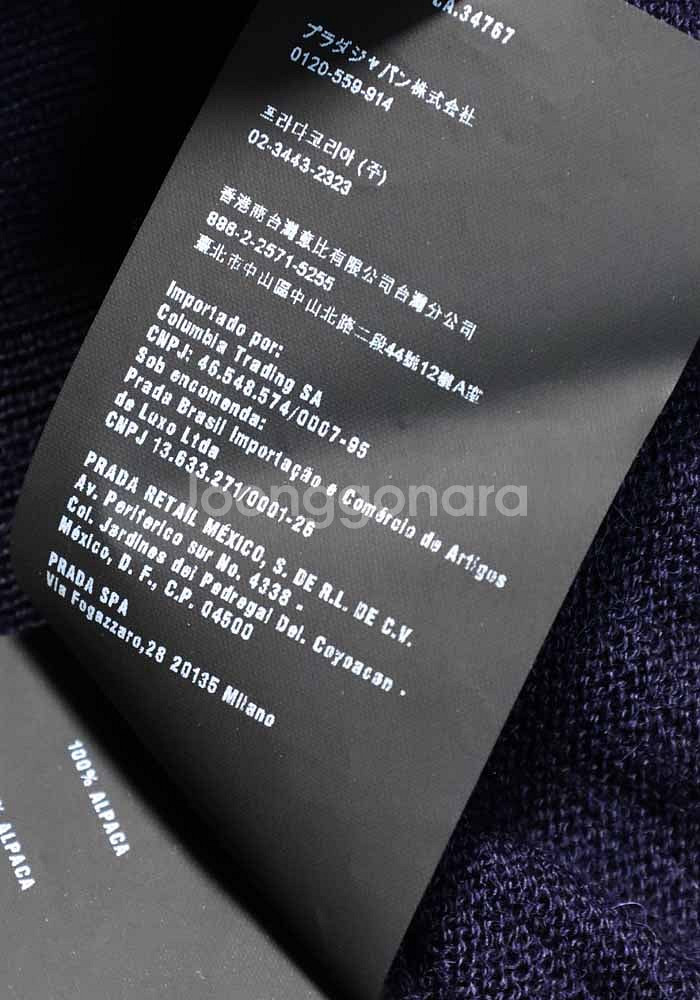 CA.34767
プラダジャパン株式会社
0120-559-914
프라다코리아 (주)
02-3443-2323
香港商台灣意比有限公司台灣分公司
886-2-2571-5255
臺北市中山區中山北路二段44號12樓A室
Importado por:
Columbia Trading SA
CNPJ: 46.548.574/0007-95
Sob encomenda:
Prada Brasil Importação e Comércio de Artigos
de Luxo Ltda
CNPJ 13.633.271/0001-26
PRADA RETAIL MÉXICO, S. DE R.L. DE C.V.
Av. Periferico sur No. 4338 -
Col. Jardines del Pedregal Del. Coyoacan .
México, D. F., C.P. 04500
PRADA SPA
Via Fogazzaro,28 20135 Milano
100% ALPACA
ALPACA
loonggonara